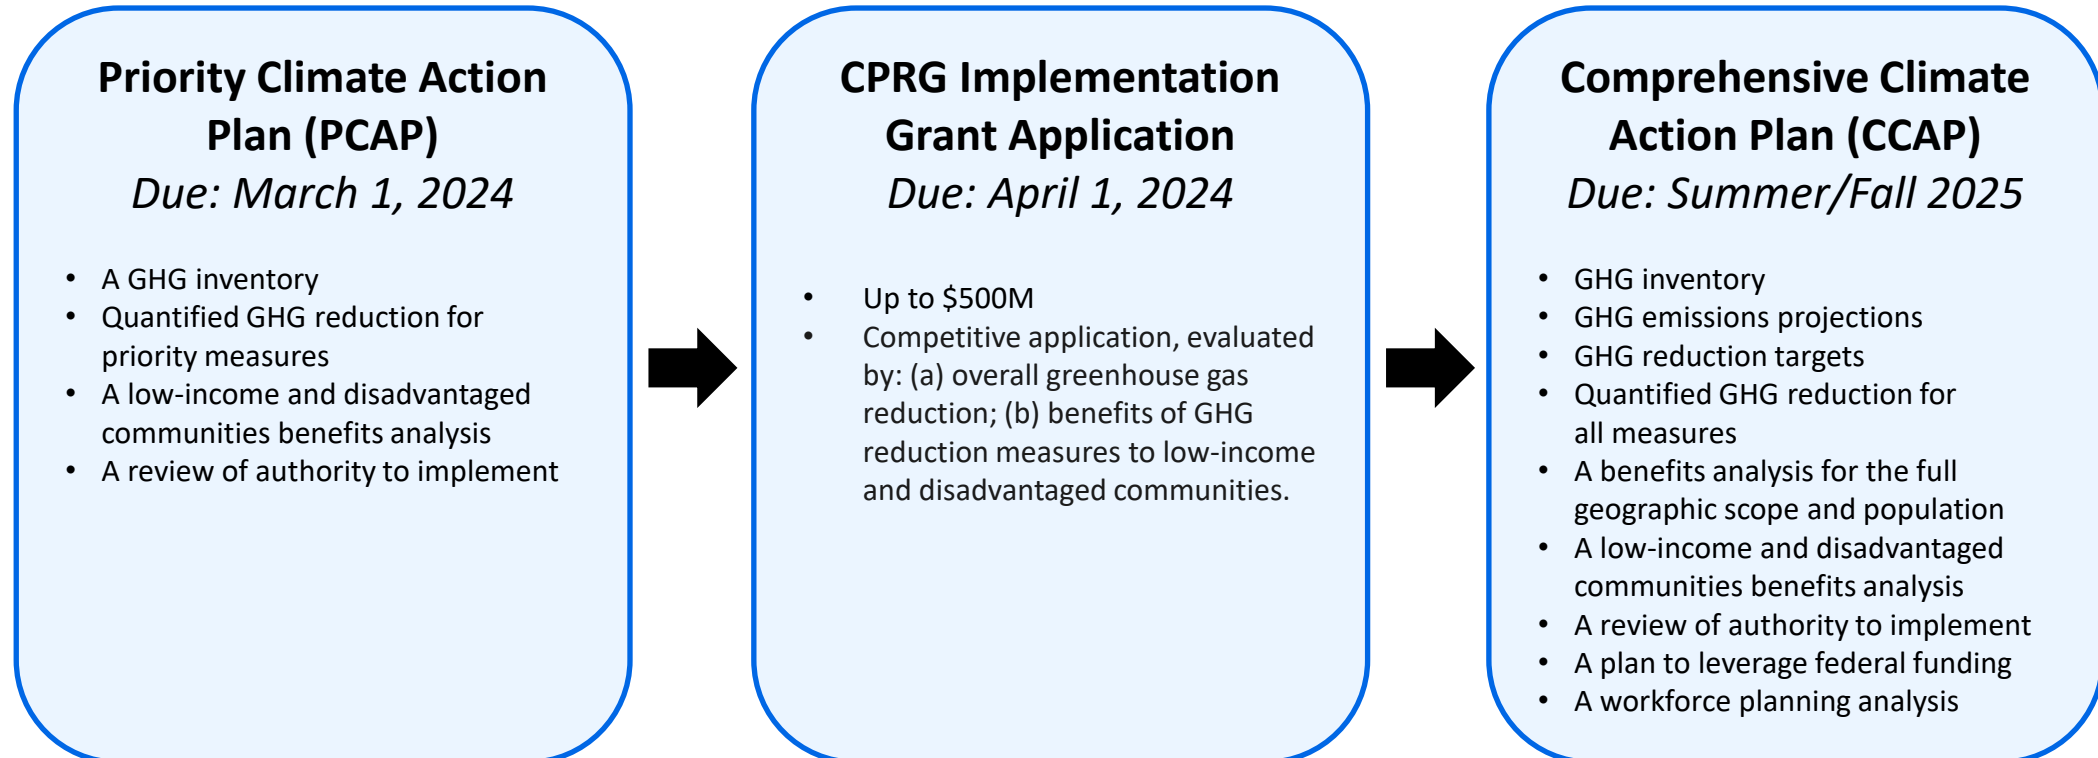 Priority Climate Action
Plan (PCAP)
Due: March 1, 2024
• A GHG inventory
• Quantified GHG reduction for
priority measures
• A low-income and disadvantaged
communities benefits analysis
• A review of authority to implement
CPRG Implementation
Grant Application
Due: April 1, 2024
• Up to $500M
• Competitive application, evaluated
by: (a) overall greenhouse gas
reduction; (b) benefits of GHG
reduction measures to low-income
and disadvantaged communities.
Comprehensive Climate
Action Plan (CCAP)
Due: Summer/Fall 2025
• GHG inventory
• GHG emissions projections
• GHG reduction targets
• Quantified GHG reduction for
all measures
• A benefits analysis for the full
geographic scope and population
• A low-income and disadvantaged
communities benefits analysis
• A review of authority to implement
• A plan to leverage federal funding
• A workforce planning analysis